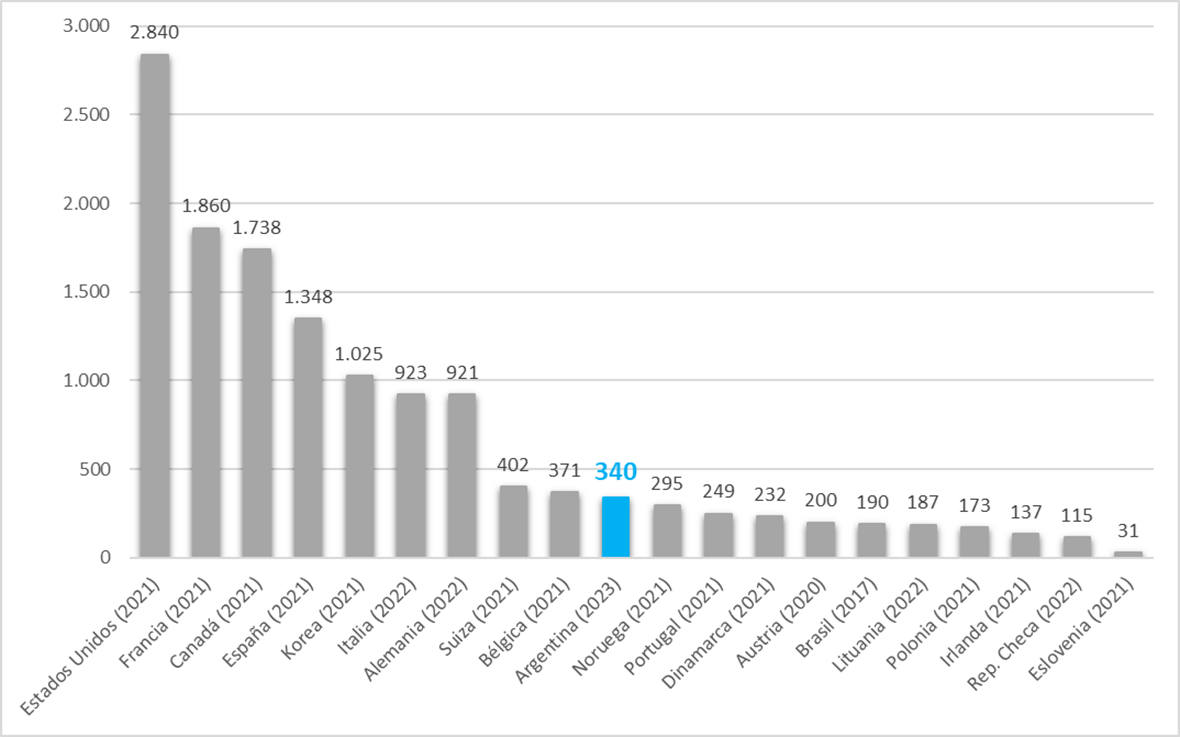 3.000
2.500
2.000
1.500
1.000
500
0
2.840
1.860
1.738
1.348
1.025
923
921
402
371
340
295
249
232
200
190
187
173
137
115
31
Estados Unidos (2021)
Francia (2021)
Canadá (2021)
España (2021)
Korea (2021)
Italia (2022)
Alemania (2022)
Suiza (2021)
Bélgica (2021)
Argentina (2023)
Noruega (2021)
Portugal (2021)
Dinamarca (2021)
Austria (2020)
Brasil (2017)
Lituania (2022)
Polonia (2021)
Irlanda (2021)
Rep. Checa (2022)
Eslovenia (2021)